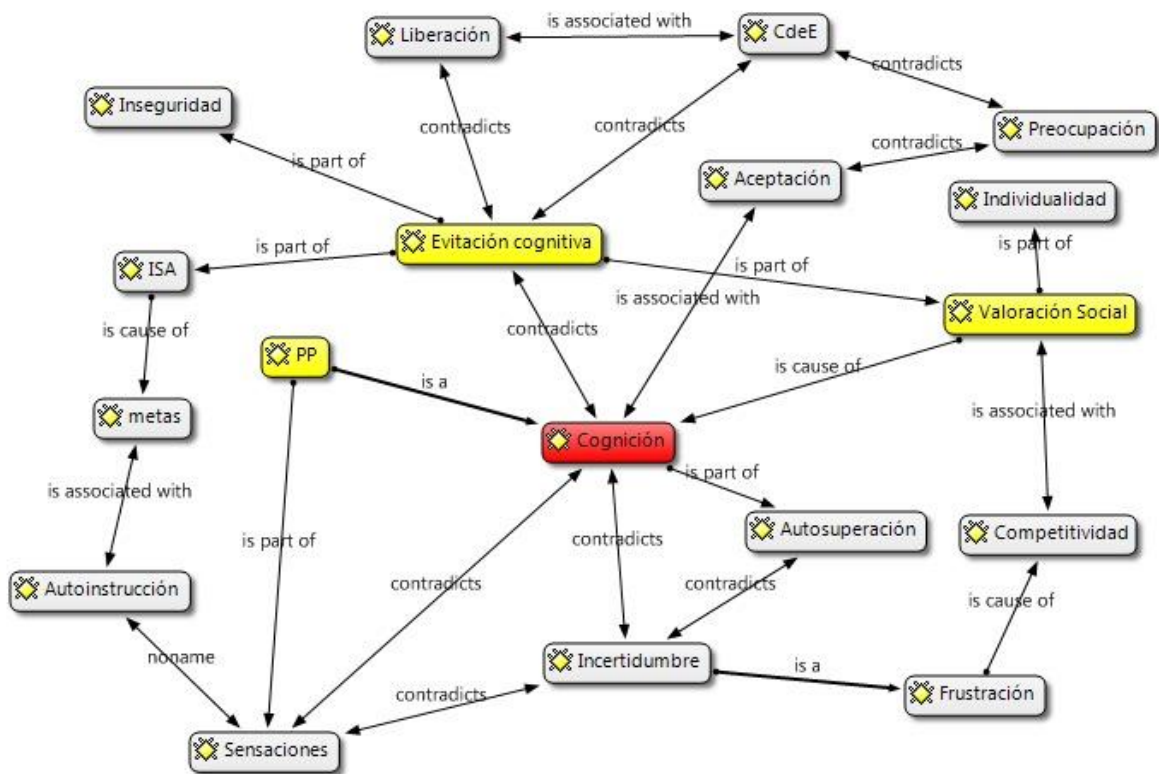 Liberación
is associated with
CdeE
contradicts
Inseguridad
contradicts
contradicts
Preocupación
contradicts
is part of
Aceptación
Individualidad
Evitación cognitiva
is part of
is part of
ISA
is part of
is associated with
Valoración Social
is cause of
contradicts
PP
is cause of
is a
metas
is associated with
Cognición
is part of
is associated with
Autosuperación
Competitividad
is part of
contradicts
Autoinstrucción
contradicts
contradicts
is cause of
noname
Incertidumbre
is a
contradicts
Frustración
Sensaciones